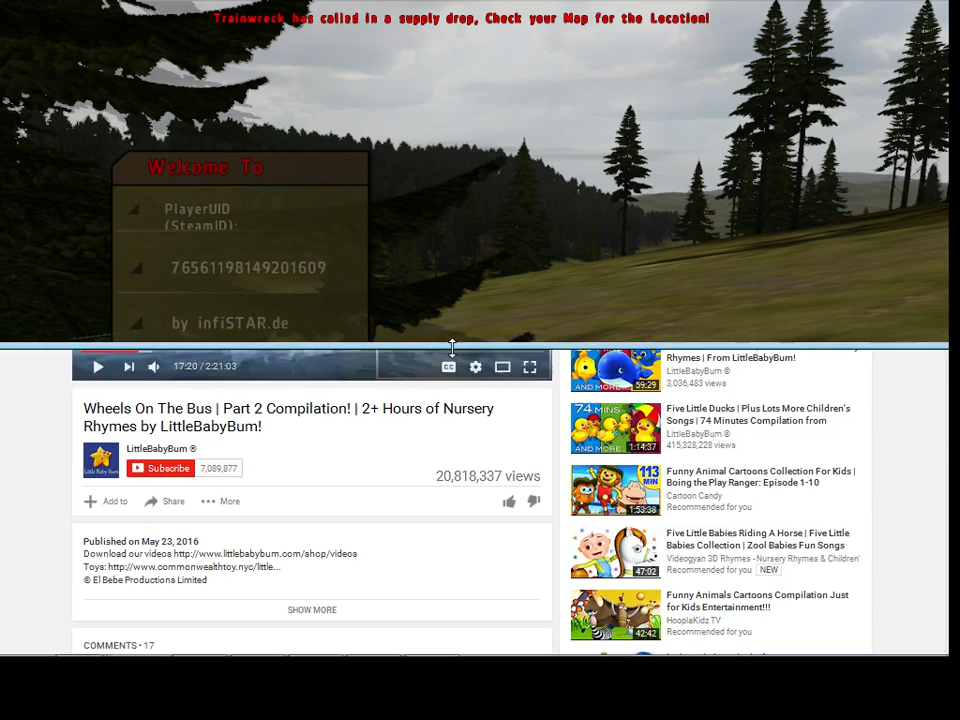 Trainwreck has called in a supply drop, Check your Map for the Location!
Welcome To
PlayerUID
(SteamID):
76561198149201609
by infiSTAR.de
17:20 / 2:21:03
CC
Wheels On The Bus | Part 2 Compilation! | 2+ Hours of Nursery
Rhymes by LittleBabyBum!
Little Baby Bum
LittleBabyBum ®
Subscribe 7,089,877
20,818,337 views
Add to Share More
Published on May 23, 2016
Download our videos http://www.littlebabybum.com/shop/videos
Toys: http://www.commonwealthtoy.nyc/little...
© El Bebe Productions Limited
SHOW MORE
COMMENTS • 17
AND MORE
59:29
Rhymes | From LittleBabyBum!
LittleBabyBum ®
3,036,483 views
74 MINS
AND MORE
1:14:37
Five Little Ducks | Plus Lots More Children's
Songs | 74 Minutes Compilation from
LittleBabyBum ®
415,328,228 views
113
MIN
1:53:38
Funny Animal Cartoons Collection For Kids |
Boing the Play Ranger: Episode 1-10
Cartoon Candy
Recommended for you
47:02
Five Little Babies Riding A Horse | Five Little
Babies Collection | Zool Babies Fun Songs
Videogyan 3D Rhymes - Nursery Rhymes & Children'
Recommended for you NEW
42:42
Funny Animals Cartoons Compilation Just
for Kids Entertainment!!!
HooplaKidz TV
Recommended for you